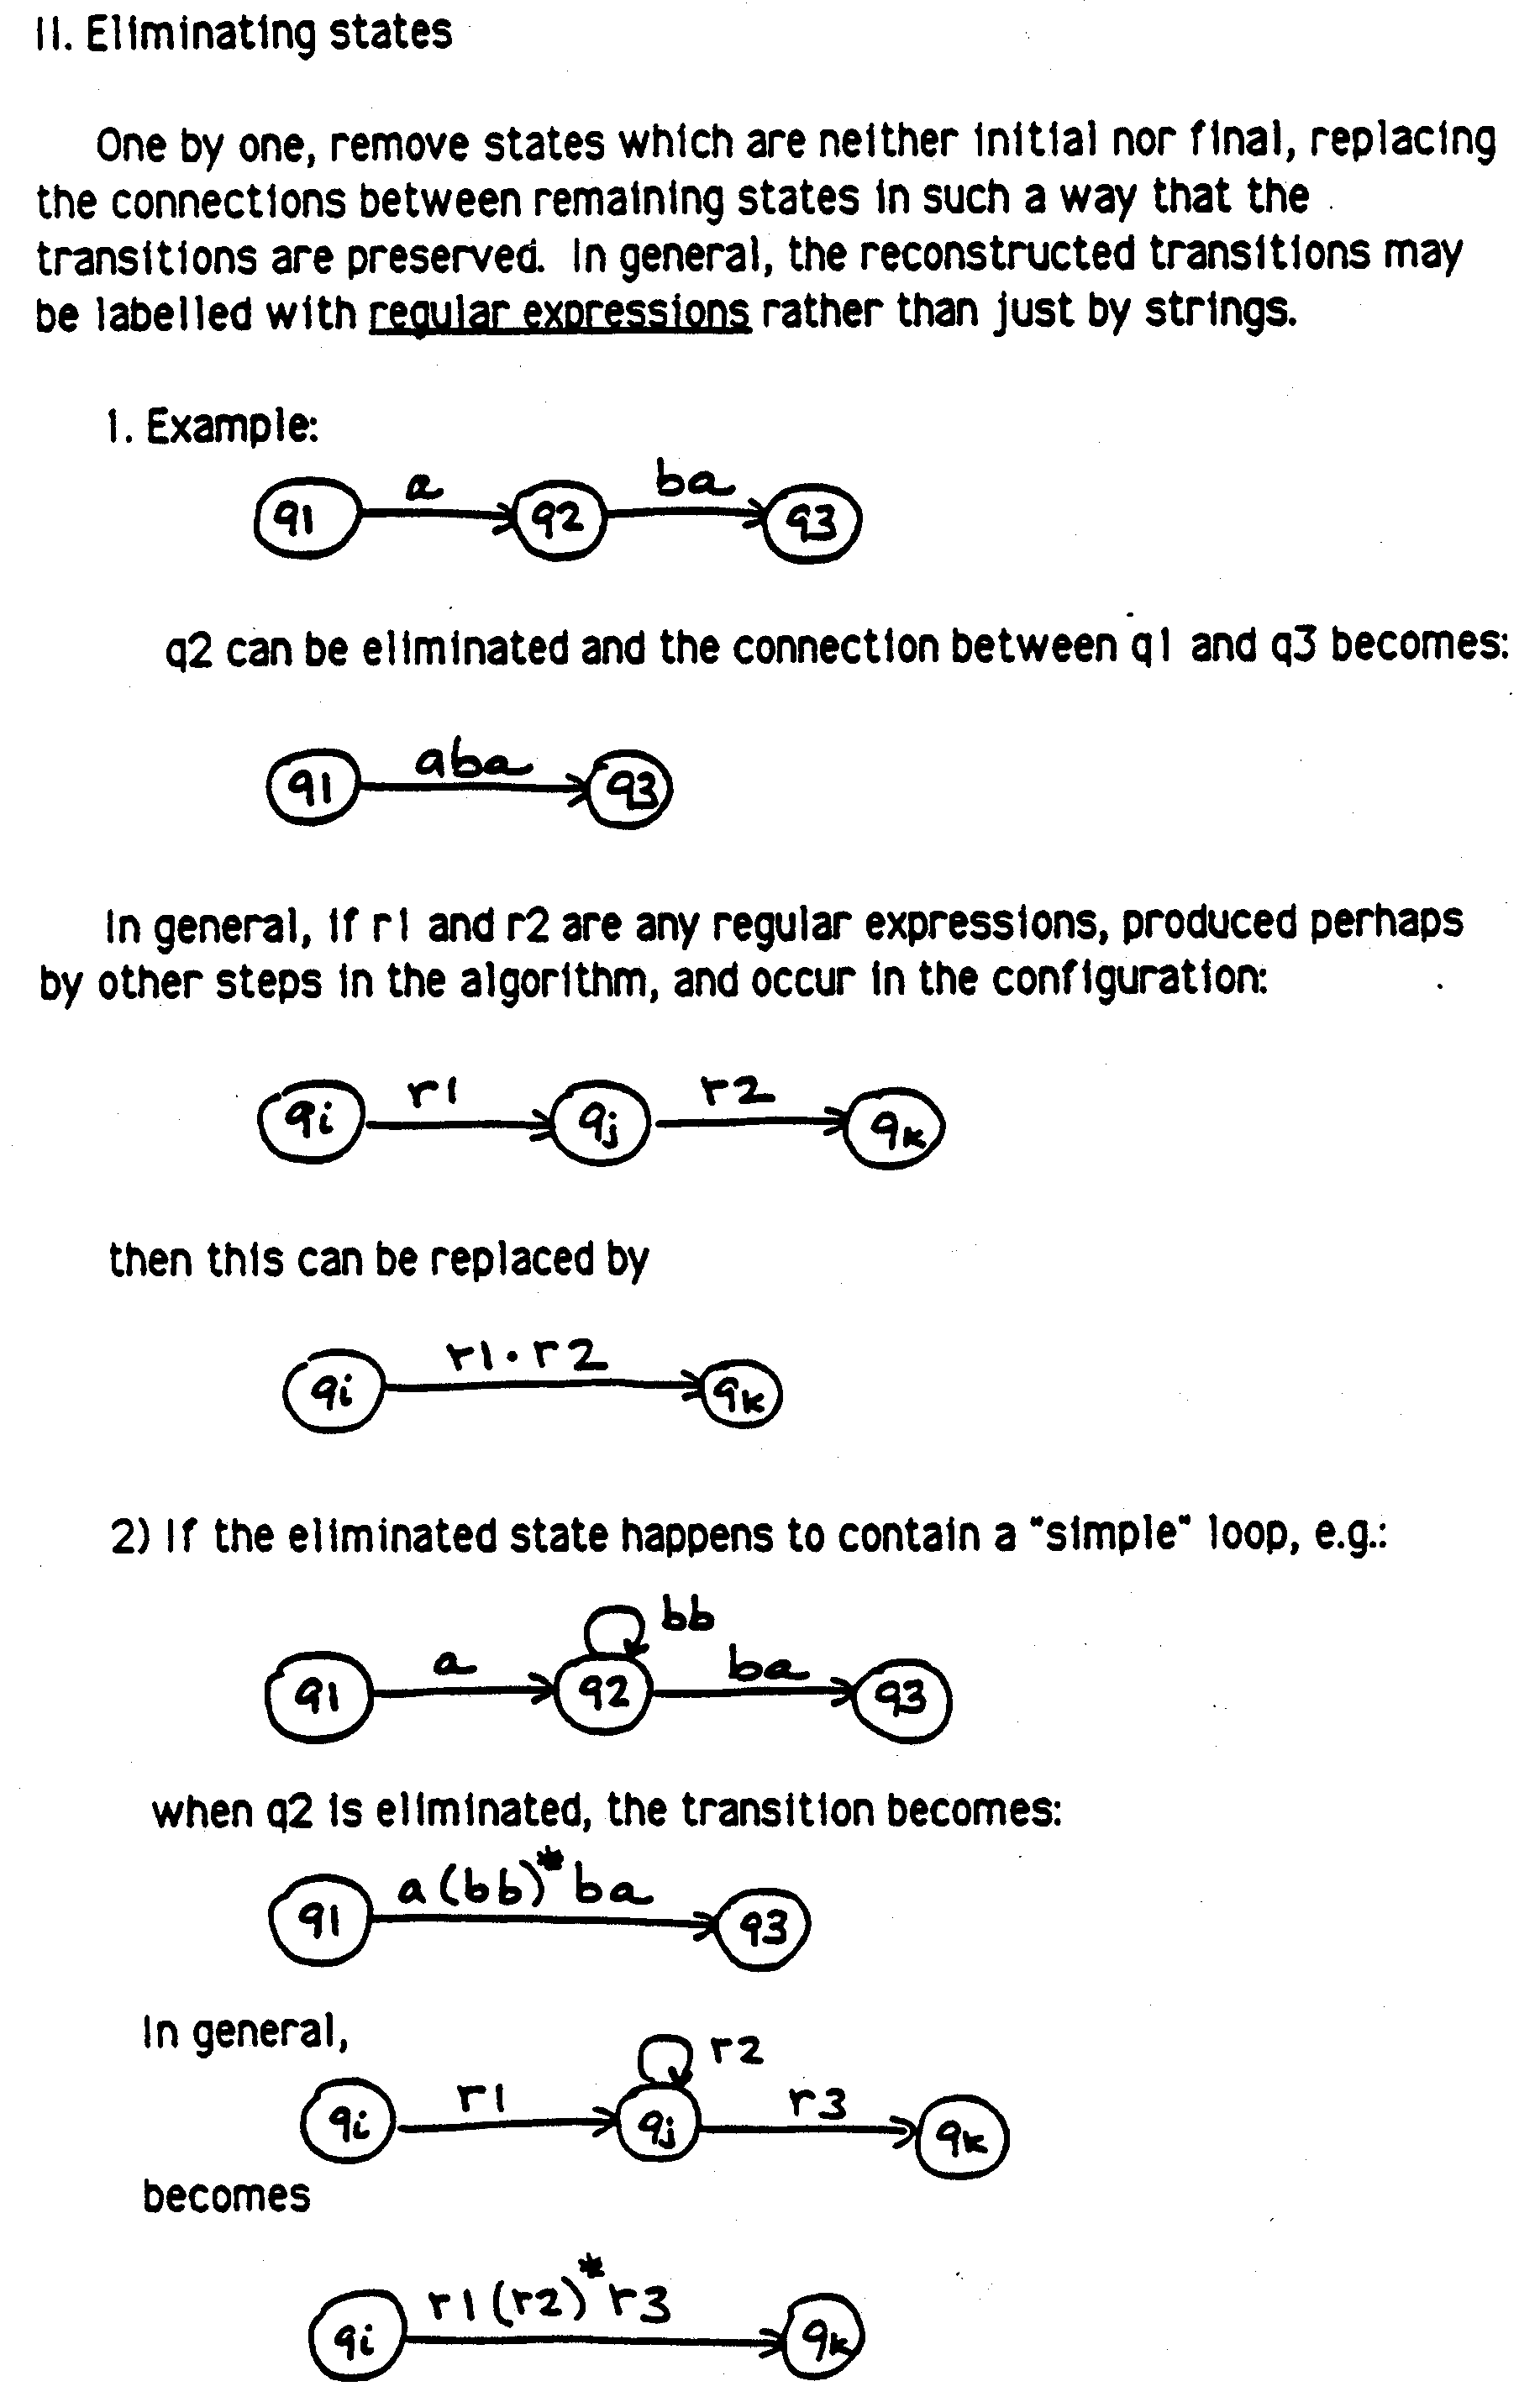 II. Eliminating states
One by one, remove states which are neither initial nor final, replacing
the connections between remaining states in such a way that the
transitions are preserved. In general, the reconstructed transitions may
be labelled with regular expressions rather than just by strings.
1. Example:
a ba
q1 q2 q3
q2 can be eliminated and the connection between q1 and q3 becomes:
aba
q1 q3
In general, if r1 and r2 are any regular expressions, produced perhaps
by other steps in the algorithm, and occur in the configuration:
r1 r2
qi qj qk
then this can be replaced by
r1·r2
qi qk
2) If the eliminated state happens to contain a "simple" loop, e.g.:
bb
a ba
q1 q2 q3
when q2 is eliminated, the transition becomes:
a(bb)*ba
q1 q3
In general,
r2
r1 r3
qi qj qk
becomes
r1(r2)*r3
qi qk